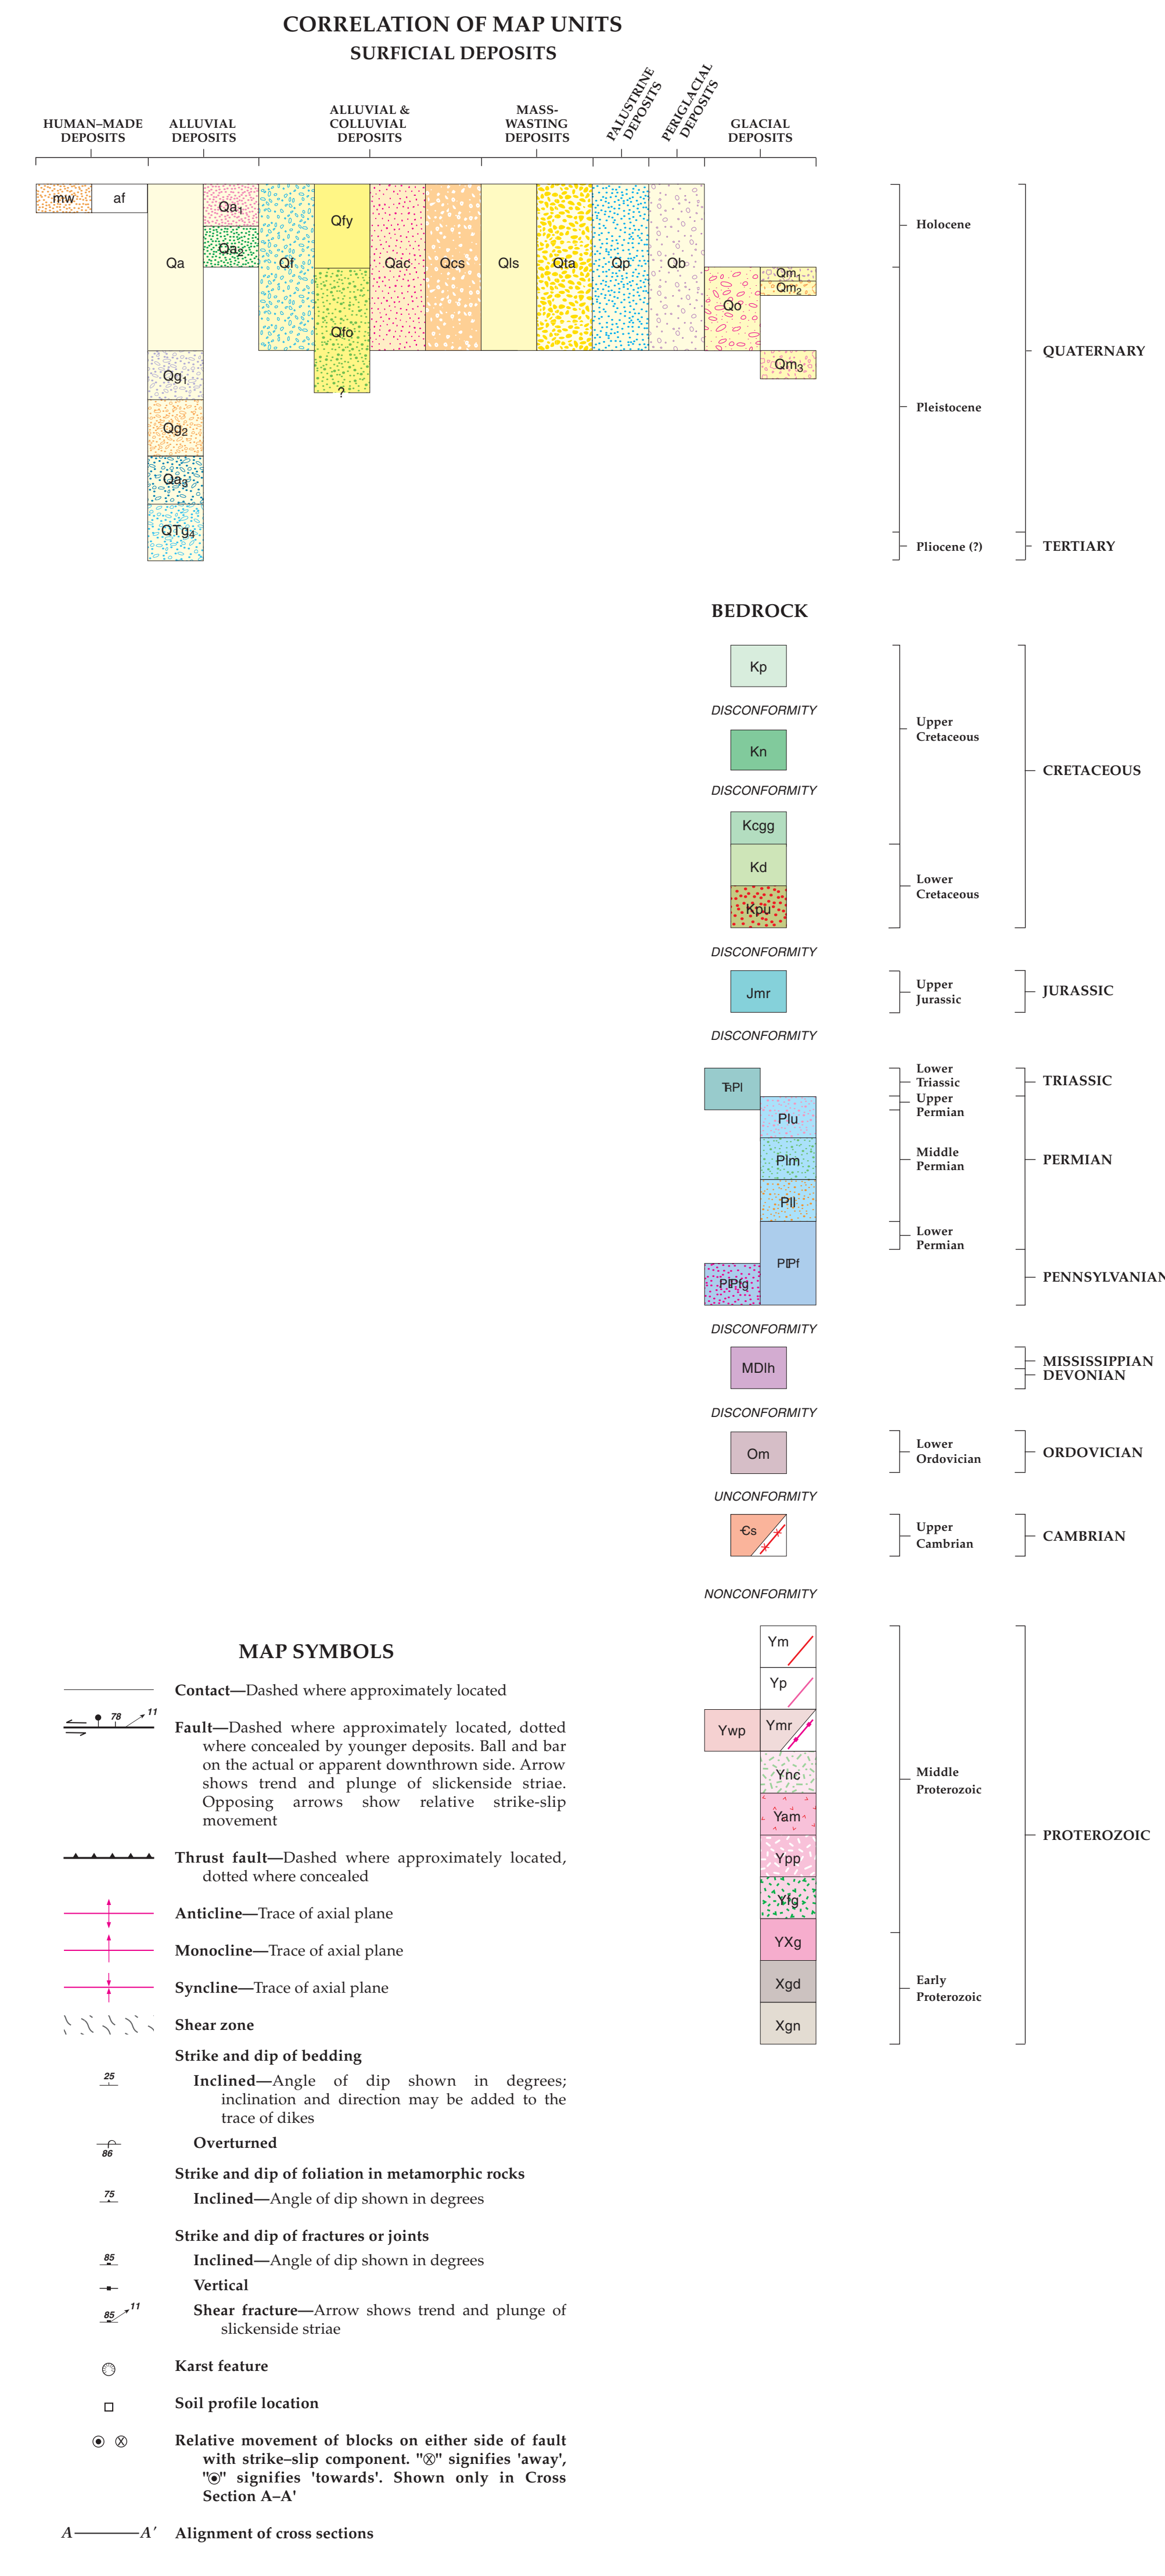 CORRELATION OF MAP UNITS
SURFICIAL DEPOSITS
HUMAN–MADE
DEPOSITS
ALLUVIAL
DEPOSITS
ALLUVIAL &
COLLUVIAL
DEPOSITS
MASS-
WASTING
DEPOSITS
PALUSTRINE
DEPOSITS
PERIGLACIAL
DEPOSITS
GLACIAL
DEPOSITS
mw
af
Qa
Qa1
Qa2
Qf
Qfy
Qfo
?
Qac
Qcs
Qls
Qta
Qp
Qb
Qo
Qm1
Qm2
Qm3
Qg1
Qg2
Qa3
QTg4
Holocene
Pleistocene
Pliocene (?)
QUATERNARY
TERTIARY
BEDROCK
Kp
DISCONFORMITY
Kn
DISCONFORMITY
Kcgg
Kd
Kpu
Upper
Cretaceous
Lower
Cretaceous
CRETACEOUS
DISCONFORMITY
Jmr
Upper
Jurassic
JURASSIC
DISCONFORMITY
TRPl
Plu
Plm
Pll
PIPf
PIPfg
Lower
Triassic
Upper
Permian
Middle
Permian
Lower
Permian
TRIASSIC
PERMIAN
PENNSYLVANIAN
DISCONFORMITY
MDlh
MISSISSIPPIAN
DEVONIAN
DISCONFORMITY
Om
Lower
Ordovician
ORDOVICIAN
UNCONFORMITY
Єs
Upper
Cambrian
CAMBRIAN
NONCONFORMITY
Ym
Yp
Ywp
Ymr
Ync
Yam
Ypp
Yfg
YXg
Xgd
Xgn
Middle
Proterozoic
Early
Proterozoic
PROTEROZOIC
MAP SYMBOLS
Contact—Dashed where approximately located
78
11
Fault—Dashed where approximately located, dotted
where concealed by younger deposits. Ball and bar
on the actual or apparent downthrown side. Arrow
shows trend and plunge of slickenside striae.
Opposing arrows show relative strike-slip
movement
Thrust fault—Dashed where approximately located,
dotted where concealed
Anticline—Trace of axial plane
Monocline—Trace of axial plane
Syncline—Trace of axial plane
Shear zone
Strike and dip of bedding
25
Inclined—Angle of dip shown in degrees;
inclination and direction may be added to the
trace of dikes
86
Overturned
Strike and dip of foliation in metamorphic rocks
75
Inclined—Angle of dip shown in degrees
Strike and dip of fractures or joints
85
Inclined—Angle of dip shown in degrees
Vertical
85
11
Shear fracture—Arrow shows trend and plunge of
slickenside striae
Karst feature
Soil profile location
Relative movement of blocks on either side of fault
with strike–slip component. "⊗" signifies 'away',
"⊙" signifies 'towards'. Shown only in Cross
Section A–A'
A A'
Alignment of cross sections